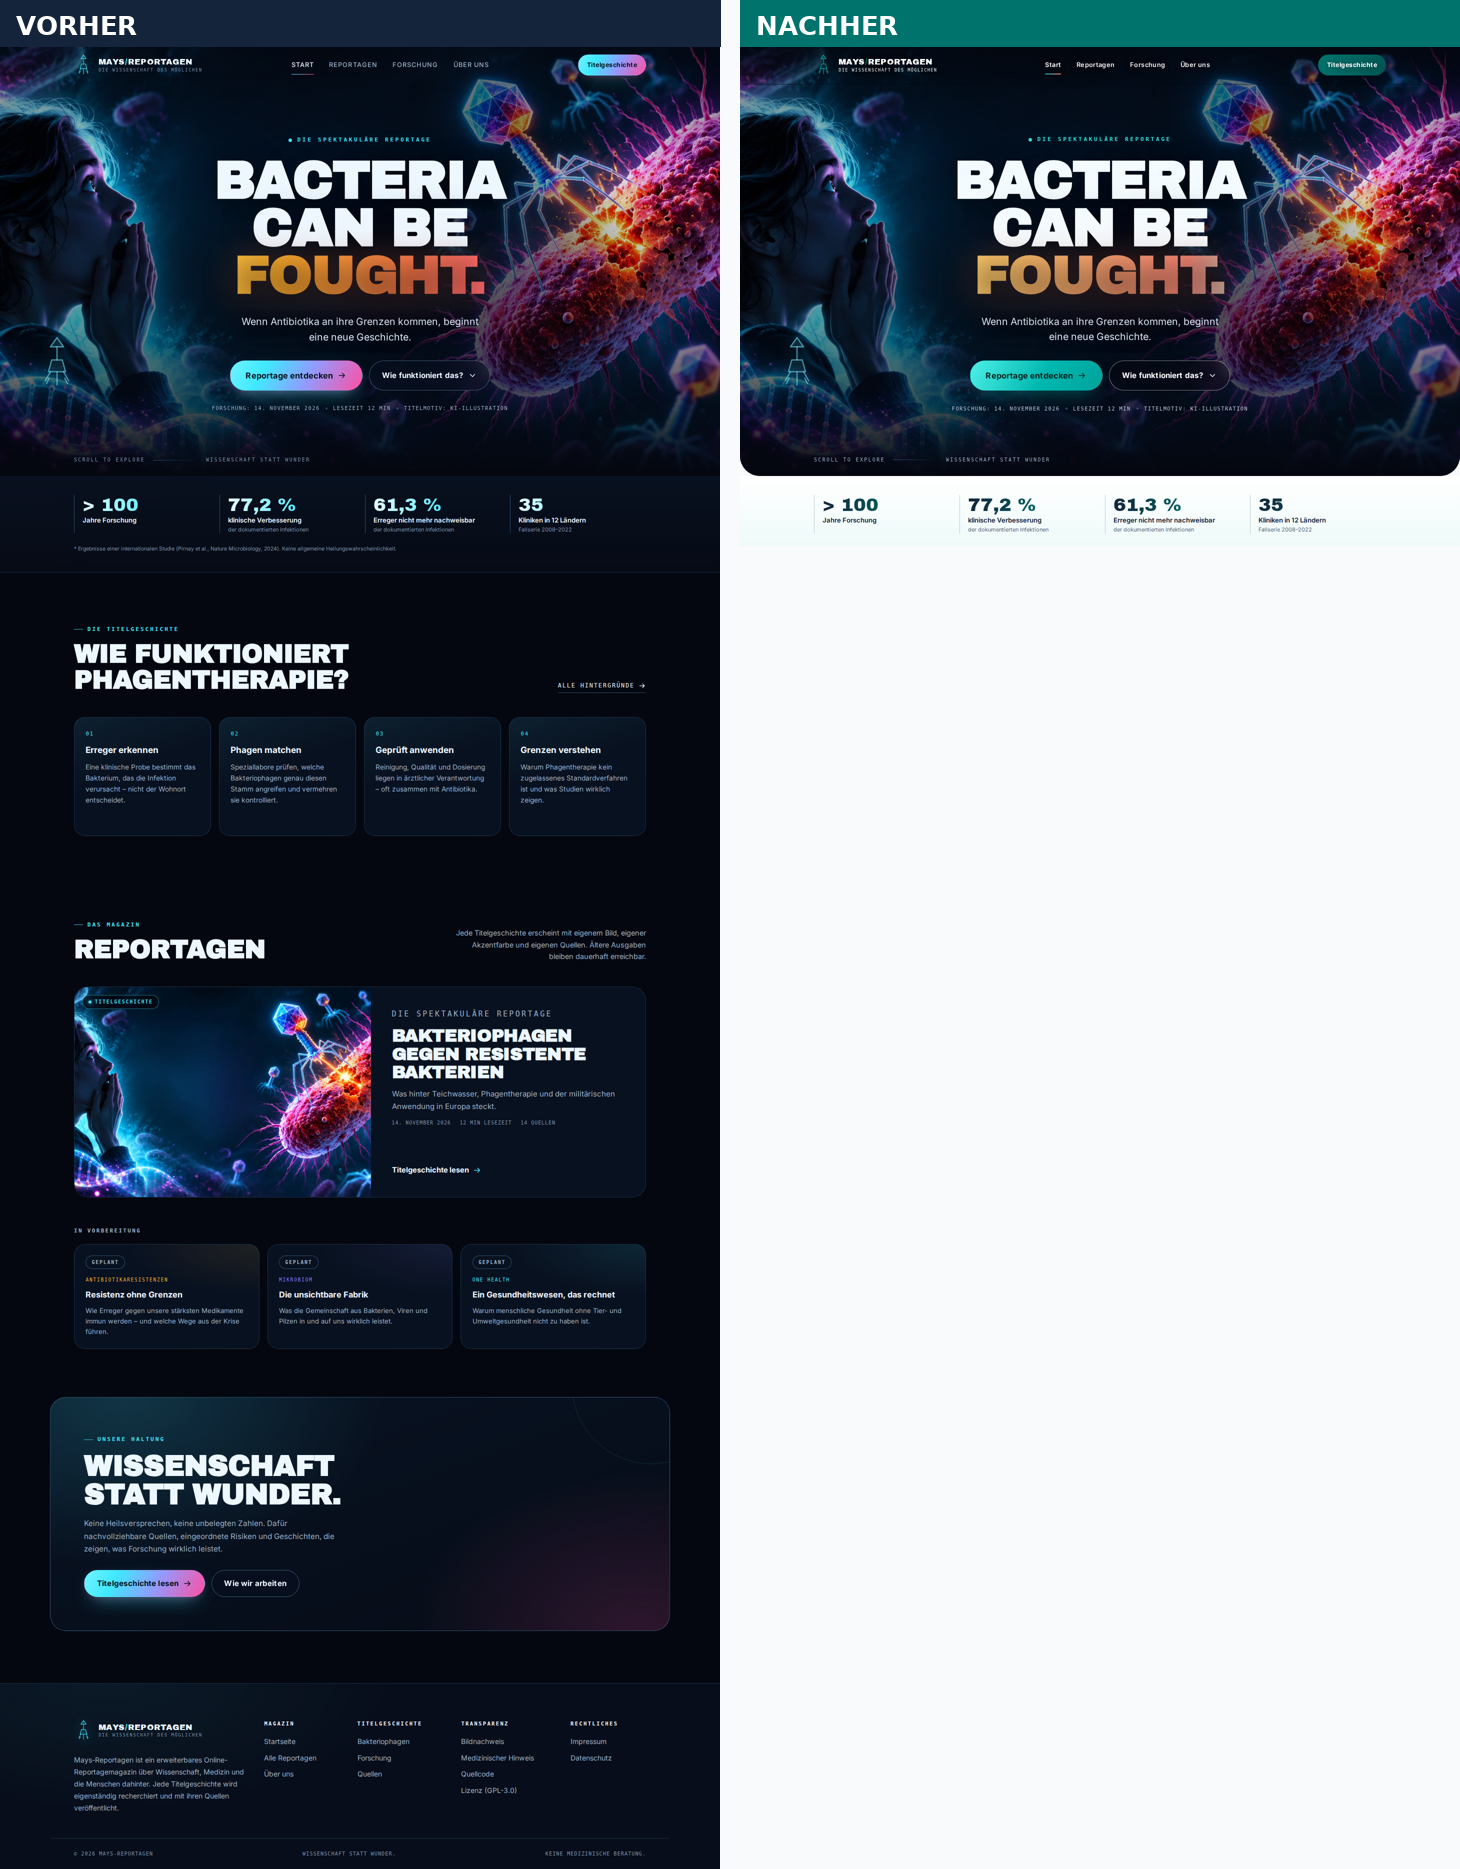 VORHER
MAYS/REPORTAGEN
DIE WISSENSCHAFT DES MÖGLICHEN
START
REPORTAGEN
FORSCHUNG
ÜBER UNS
Titelgeschichte
DIE SPEKTAKULÄRE REPORTAGE
BACTERIA
CAN BE
FOUGHT.
Wenn Antibiotika an ihre Grenzen kommen, beginnt
eine neue Geschichte.
Reportage entdecken →
Wie funktioniert das?
FORSCHUNG: 14. NOVEMBER 2026 · LESEZEIT 12 MIN · TITELMOTIV: KI-ILLUSTRATION
SCROLL TO EXPLORE
WISSENSCHAFT STATT WUNDER
> 100
Jahre Forschung
77,2 %
klinische Verbesserung
der dokumentierten Infektionen
61,3 %
Erreger nicht mehr nachweisbar
der dokumentierten Infektionen
35
Kliniken in 12 Ländern
Fallserie 2008–2022
* Ergebnisse einer internationalen Studie (Pirnay et al., Nature Microbiology, 2024). Keine allgemeine Heilungswahrscheinlichkeit.
DIE TITELGESCHICHTE
WIE FUNKTIONIERT
PHAGENTHERAPIE?
ALLE HINTERGRÜNDE →
01
Erreger erkennen
Eine klinische Probe bestimmt das
Bakterium, das die Infektion
verursacht – nicht der Wohnort
entscheidet.
02
Phagen matchen
Speziallabore prüfen, welche
Bakteriophagen genau diesen
Stamm angreifen und vermehren
sie kontrolliert.
03
Geprüft anwenden
Reinigung, Qualität und Dosierung
liegen in ärztlicher Verantwortung
– oft zusammen mit Antibiotika.
04
Grenzen verstehen
Warum Phagentherapie kein
zugelassenes Standardverfahren
ist und was Studien wirklich
zeigen.
DAS MAGAZIN
REPORTAGEN
Jede Titelgeschichte erscheint mit eigenem Bild, eigener
Akzentfarbe und eigenen Quellen. Ältere Ausgaben
bleiben dauerhaft erreichbar.
TITELGESCHICHTE
DIE SPEKTAKULÄRE REPORTAGE
BAKTERIOPHAGEN
GEGEN RESISTENTE
BAKTERIEN
Was hinter Teichwasser, Phagentherapie und der militärischen
Anwendung in Europa steckt.
14. NOVEMBER 2026 12 MIN LESEZEIT 14 QUELLEN
Titelgeschichte lesen →
IN VORBEREITUNG
GEPLANT
ANTIBIOTIKARESISTENZEN
Resistenz ohne Grenzen
Wie Erreger gegen unsere stärksten Medikamente
immun werden – und welche Wege aus der Krise
führen.
GEPLANT
MIKROBIOM
Die unsichtbare Fabrik
Was die Gemeinschaft aus Bakterien, Viren und
Pilzen in und auf uns wirklich leistet.
GEPLANT
ONE HEALTH
Ein Gesundheitswesen, das rechnet
Warum menschliche Gesundheit ohne Tier- und
Umweltgesundheit nicht zu haben ist.
UNSERE HALTUNG
WISSENSCHAFT
STATT WUNDER.
Keine Heilsversprechen, keine unbelegten Zahlen. Dafür
nachvollziehbare Quellen, eingeordnete Risiken und Geschichten, die
zeigen, was Forschung wirklich leistet.
Titelgeschichte lesen →
Wie wir arbeiten
MAYS/REPORTAGEN
DIE WISSENSCHAFT DES MÖGLICHEN
Mays-Reportagen ist ein erweiterbares Online-
Reportagemagazin über Wissenschaft, Medizin und
die Menschen dahinter. Jede Titelgeschichte wird
eigenständig recherchiert und mit ihren Quellen
veröffentlicht.
MAGAZIN
Startseite
Alle Reportagen
Über uns
TITELGESCHICHTE
Bakteriophagen
Forschung
Quellen
TRANSPARENZ
Bildnachweis
Medizinischer Hinweis
Quellcode
Lizenz (GPL-3.0)
RECHTLICHES
Impressum
Datenschutz
© 2026 MAYS-REPORTAGEN
WISSENSCHAFT STATT WUNDER.
KEINE MEDIZINISCHE BERATUNG.
NACHHER
MAYS/REPORTAGEN
DIE WISSENSCHAFT DES MÖGLICHEN
Start
Reportagen
Forschung
Über uns
Titelgeschichte
DIE SPEKTAKULÄRE REPORTAGE
BACTERIA
CAN BE
FOUGHT.
Wenn Antibiotika an ihre Grenzen kommen, beginnt
eine neue Geschichte.
Reportage entdecken →
Wie funktioniert das?
FORSCHUNG: 14. NOVEMBER 2026 · LESEZEIT 12 MIN · TITELMOTIV: KI-ILLUSTRATION
SCROLL TO EXPLORE
WISSENSCHAFT STATT WUNDER
> 100
Jahre Forschung
77,2 %
klinische Verbesserung
der dokumentierten Infektionen
61,3 %
Erreger nicht mehr nachweisbar
der dokumentierten Infektionen
35
Kliniken in 12 Ländern
Fallserie 2008–2022